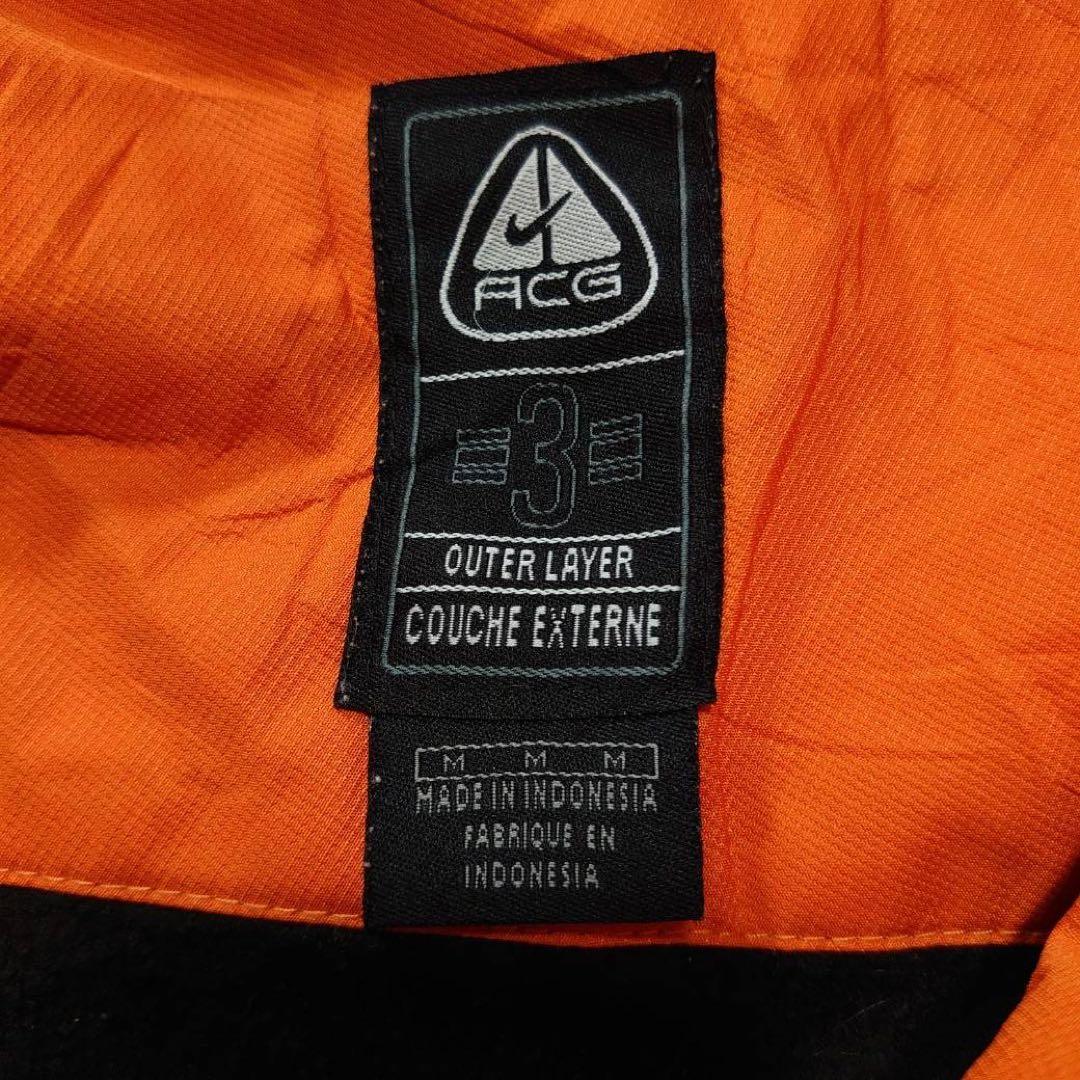 ACG
3
OUTER LAYER
COUCHE EXTERNE
M M M
MADE IN INDONESIA
FABRIQUE EN
INDONESIA